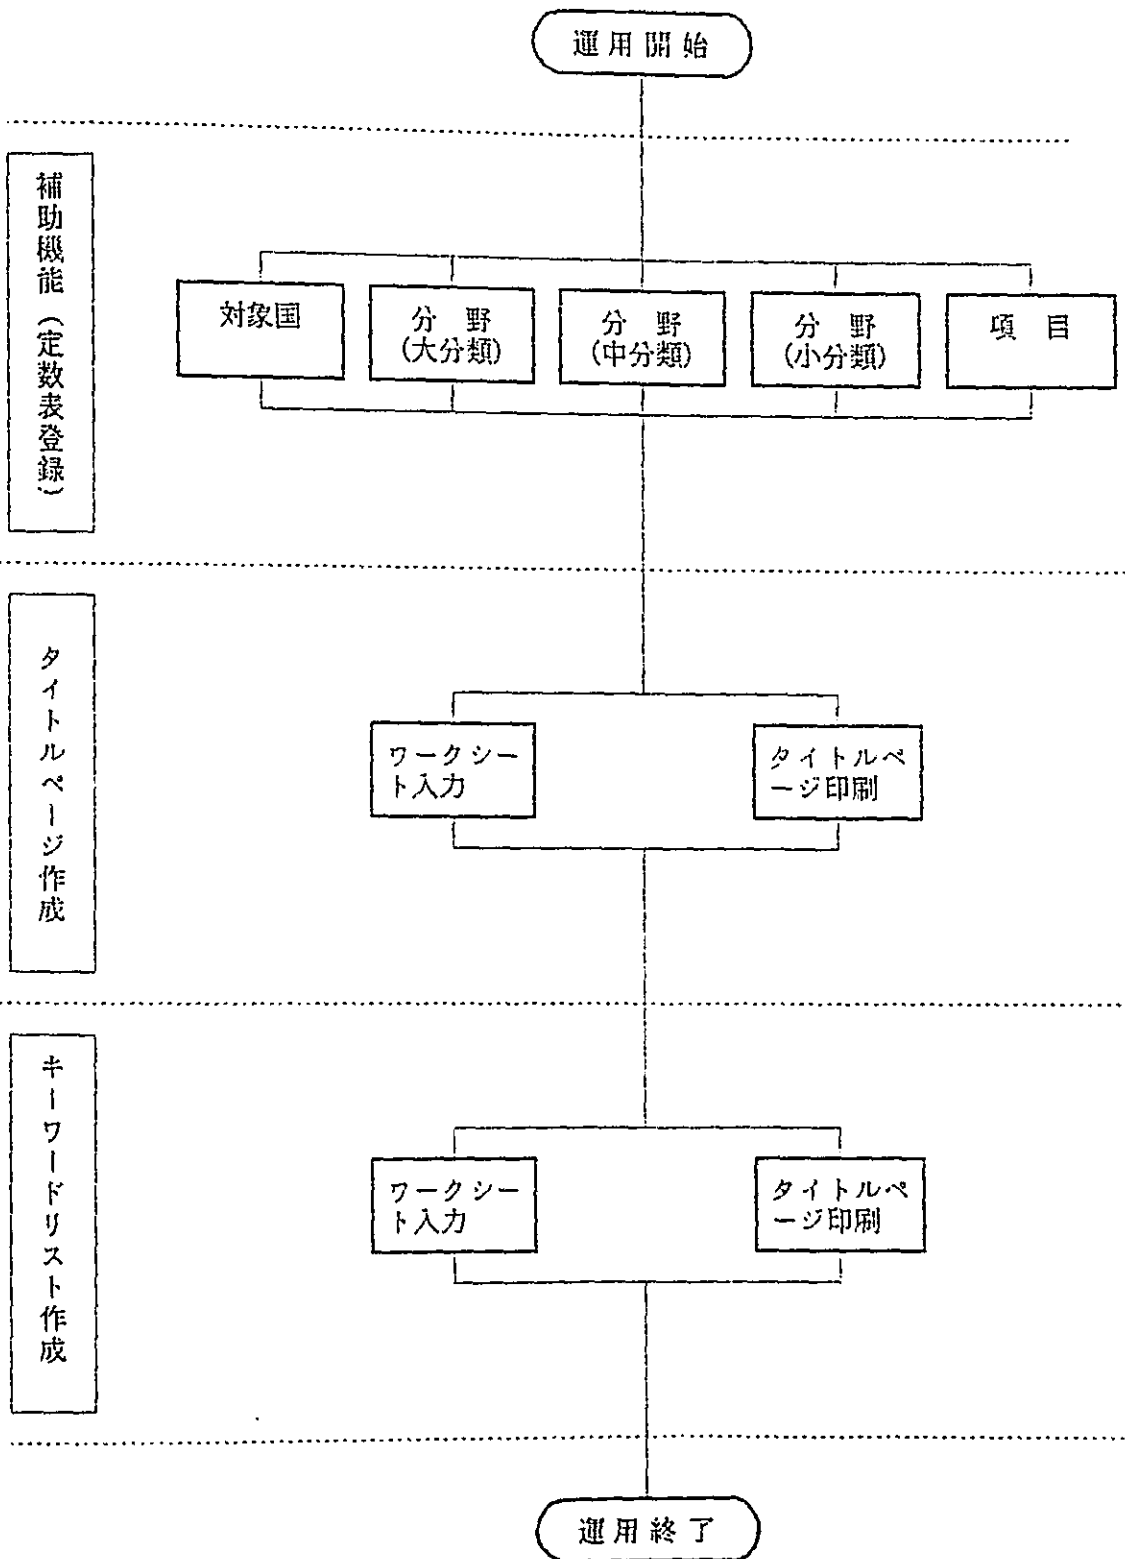 運用開始
補助機能（定数表登録）
対象国
分　野
(大分類)
分　野
(中分類)
分　野
(小分類)
項　目
タイトルページ作成
ワークシー
ト入力
タイトルペ
ージ印刷
キーワードリスト作成
ワークシー
ト入力
タイトルペ
ージ印刷
運用終了